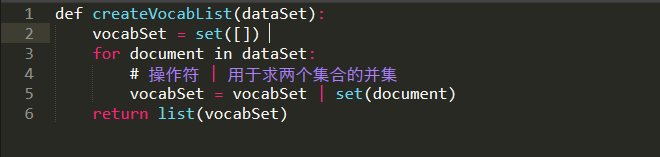 1 def createVocabList(dataSet):
2     vocabSet = set([])
3     for document in dataSet:
4         # 操作符 | 用于求两个集合的并集
5         vocabSet = vocabSet | set(document)
6     return list(vocabSet)